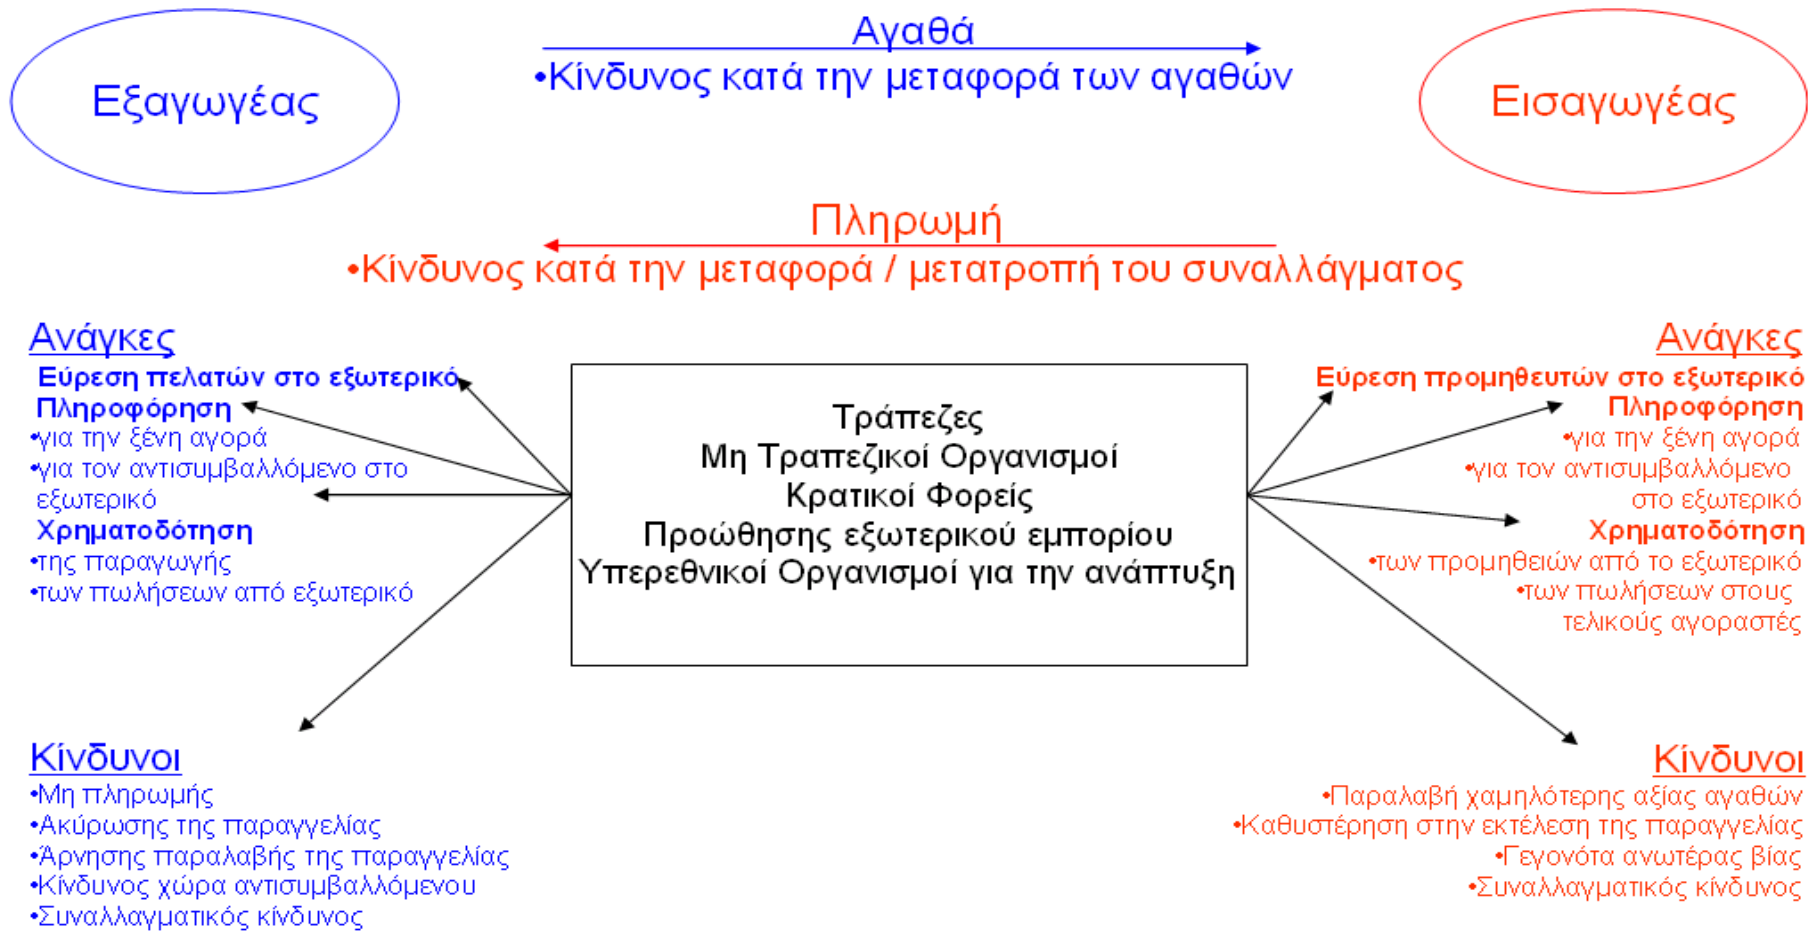 Εξαγωγέας
Αγαθά
•Κίνδυνος κατά την μεταφορά των αγαθών
Εισαγωγέας
Πληρωμή
•Κίνδυνος κατά την μεταφορά / μετατροπή του συναλλάγματος
Ανάγκες
Εύρεση πελατών στο εξωτερικό
Πληροφόρηση
•για την ξένη αγορά
•για τον αντισυμβαλλόμενο στο
εξωτερικό
Χρηματοδότηση
•της παραγωγής
•των πωλήσεων από εξωτερικό
Τράπεζες
Μη Τραπεζικοί Οργανισμοί
Κρατικοί Φορείς
Προώθησης εξωτερικού εμπορίου
Υπερεθνικοί Οργανισμοί για την ανάπτυξη
Ανάγκες
Εύρεση προμηθευτών στο εξωτερικό
Πληροφόρηση
•για την ξένη αγορά
•για τον αντισυμβαλλόμενο
στο εξωτερικό
Χρηματοδότηση
•των προμηθειών από το εξωτερικό
•των πωλήσεων στους
τελικούς αγοραστές
Κίνδυνοι
•Μη πληρωμής
•Ακύρωσης της παραγγελίας
•Άρνησης παραλαβής της παραγγελίας
•Κίνδυνος χώρα αντισυμβαλλόμενου
•Συναλλαγματικός κίνδυνος
Κίνδυνοι
•Παραλαβή χαμηλότερης αξίας αγαθών
•Καθυστέρηση στην εκτέλεση της παραγγελίας
•Γεγονότα ανωτέρας βίας
•Συναλλαγματικός κίνδυνος